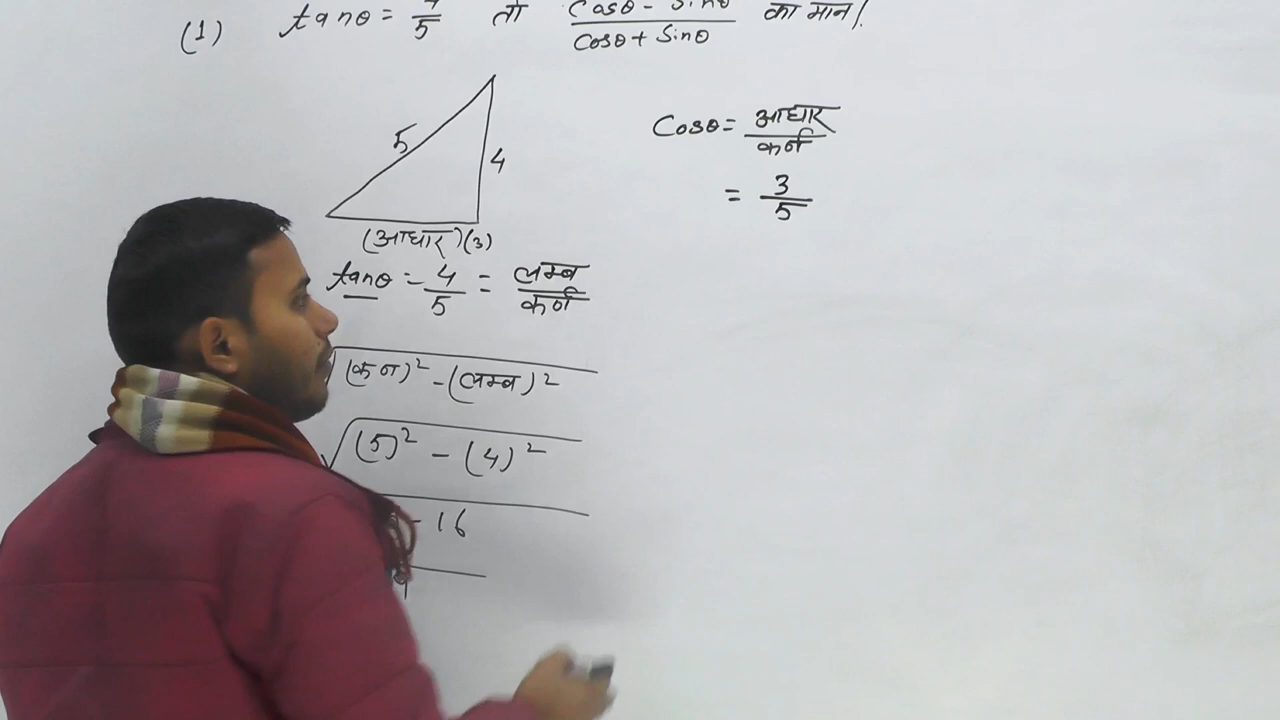 (1) tanθ = 4/5 तो Cosθ - Sinθ / Cosθ + Sinθ का मान!
5
4
(आधार)(3)
Cosθ = आधार / कर्ण
= 3/5
tanθ = 4/5 = लम्ब / कर्ण
√(कर्ण)² - (लम्ब)²
√(5)² - (4)²
- 16